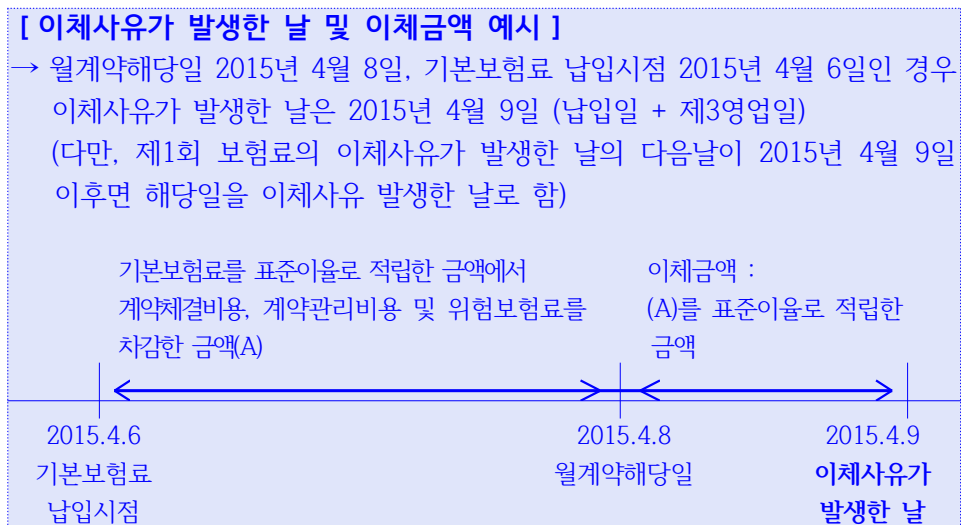 [ 이체사유가 발생한 날 및 이체금액 예시 ]
→ 월계약해당일 2015년 4월 8일, 기본보험료 납입시점 2015년 4월 6일인 경우
이체사유가 발생한 날은 2015년 4월 9일 (납입일 + 제3영업일)
(다만, 제1회 보험료의 이체사유가 발생한 날의 다음날이 2015년 4월 9일
이후면 해당일을 이체사유 발생한 날로 함)
기본보험료를 표준이율로 적립한 금액에서
계약체결비용, 계약관리비용 및 위험보험료를
차감한 금액(A)
이체금액 :
(A)를 표준이율로 적립한
금액
2015.4.6
기본보험료
납입시점
2015.4.8
월계약해당일
2015.4.9
이체사유가
발생한 날